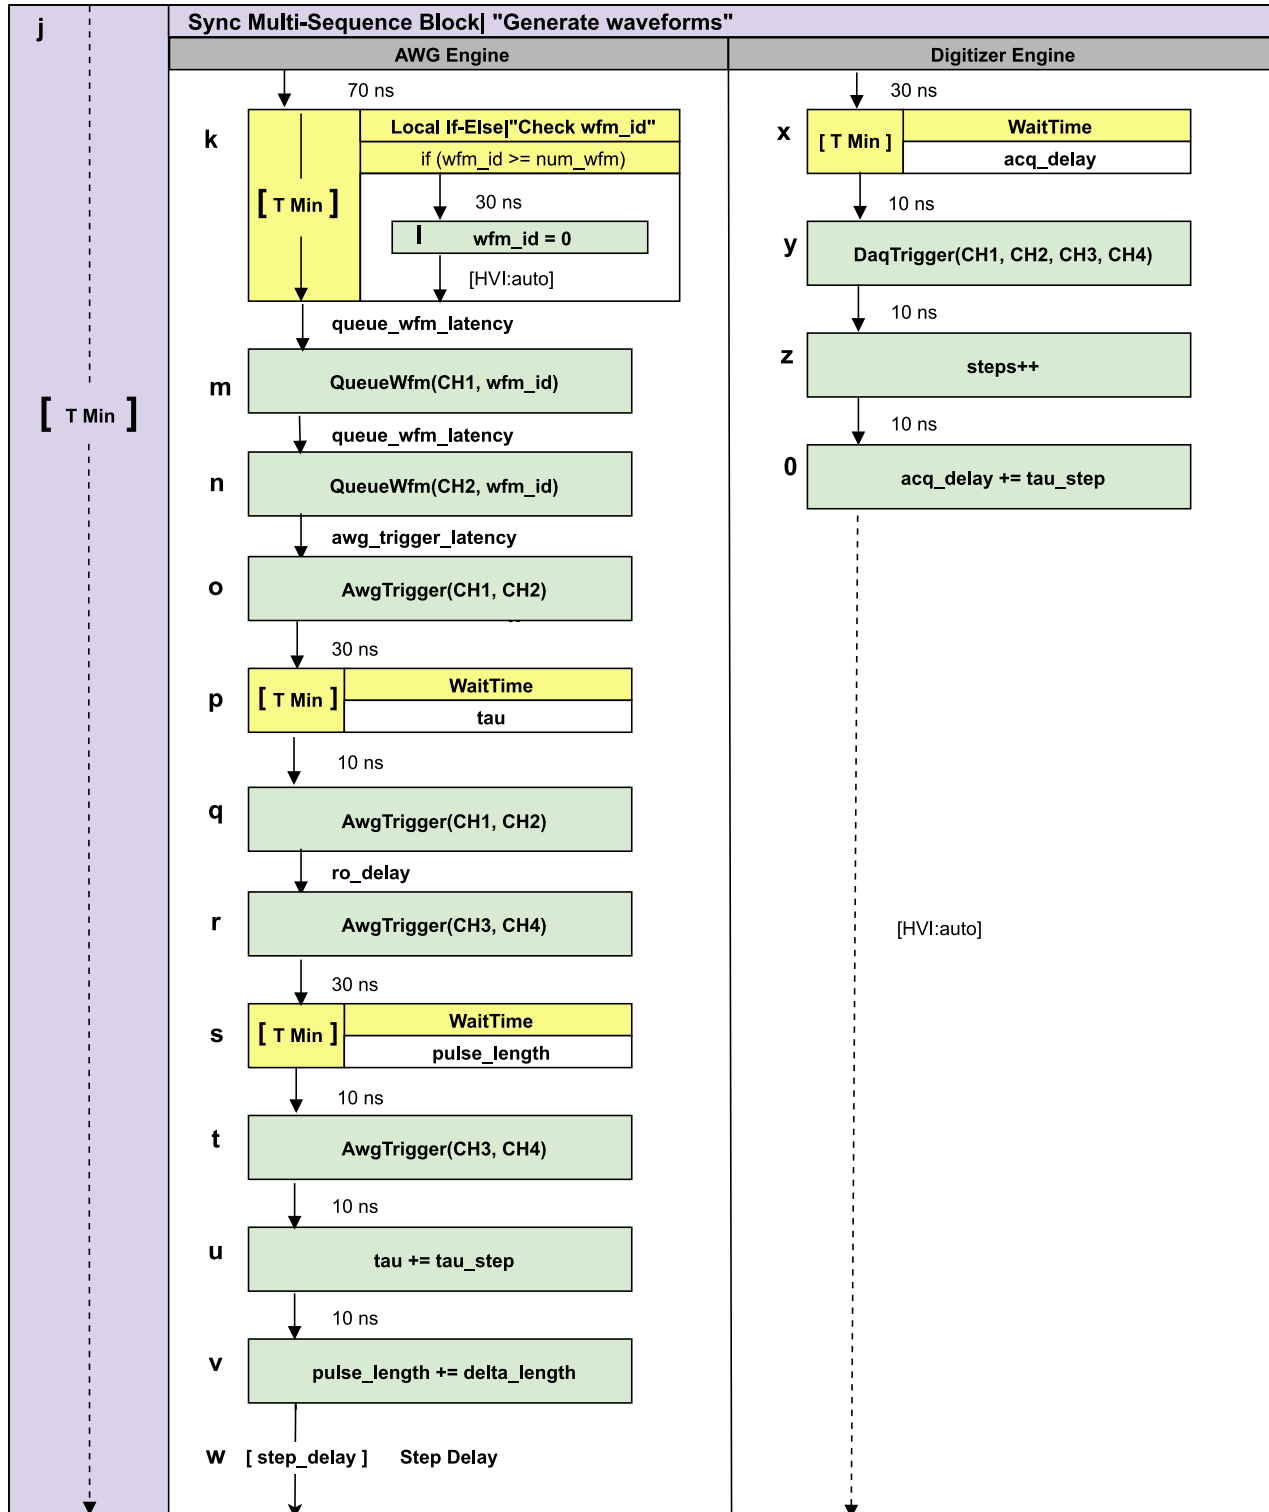 j
Sync Multi-Sequence Block| "Generate waveforms"
AWG Engine
Digitizer Engine
70 ns
k
Local If-Else|"Check wfm_id"
if (wfm_id >= num_wfm)
[ T Min ]
30 ns
l
wfm_id = 0
[HVI:auto]
queue_wfm_latency
m
QueueWfm(CH1, wfm_id)
[ T Min ]
queue_wfm_latency
n
QueueWfm(CH2, wfm_id)
awg_trigger_latency
o
AwgTrigger(CH1, CH2)
30 ns
p
[ T Min ]
WaitTime
tau
10 ns
q
AwgTrigger(CH1, CH2)
ro_delay
r
AwgTrigger(CH3, CH4)
30 ns
s
[ T Min ]
WaitTime
pulse_length
10 ns
t
AwgTrigger(CH3, CH4)
10 ns
u
tau += tau_step
10 ns
v
pulse_length += delta_length
w
[ step_delay ]
Step Delay
30 ns
x
[ T Min ]
WaitTime
acq_delay
10 ns
y
DaqTrigger(CH1, CH2, CH3, CH4)
10 ns
z
steps++
10 ns
0
acq_delay += tau_step
[HVI:auto]